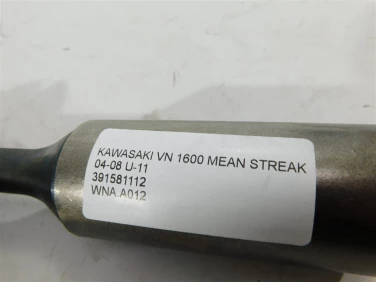 KAWASAKI VN 1600 MEAN STREAK
04-08 U-11
391581112
WNA A012